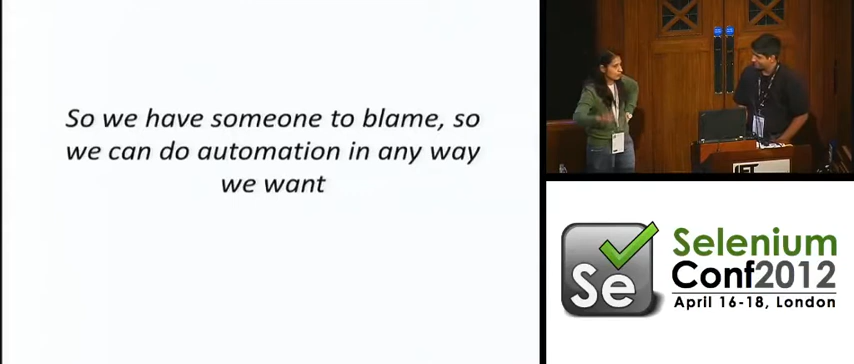 So we have someone to blame, so
we can do automation in any way
we want
IET
Se
Selenium
Conf2012
April 16-18, London